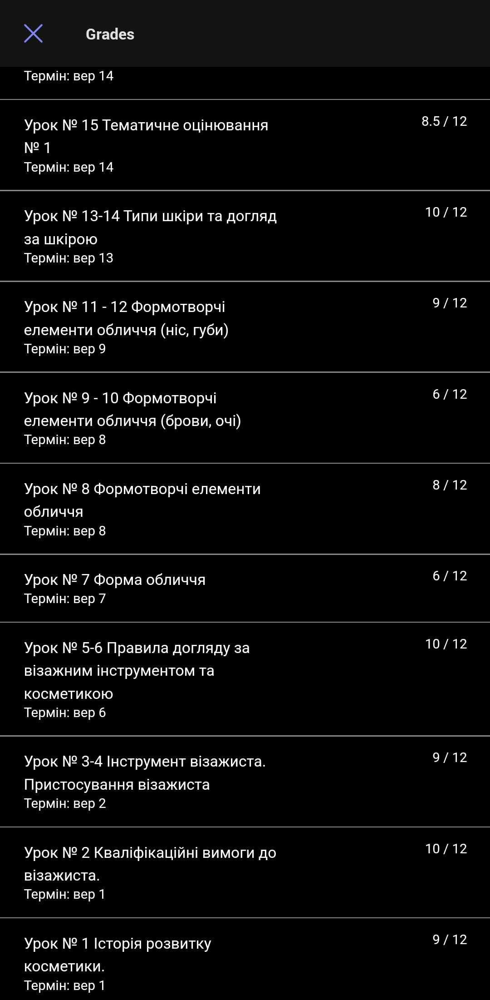 Grades
Термін: вер 14
Урок № 15 Тематичне оцінювання
№ 1
8.5 / 12
Термін: вер 14
Урок № 13-14 Типи шкіри та догляд
за шкірою
10 / 12
Термін: вер 13
Урок № 11 - 12 Формотворчі
елементи обличчя (ніс, губи)
9 / 12
Термін: вер 9
Урок № 9 - 10 Формотворчі
елементи обличчя (брови, очі)
6 / 12
Термін: вер 8
Урок № 8 Формотворчі елементи
обличчя
8 / 12
Термін: вер 8
Урок № 7 Форма обличчя
6 / 12
Термін: вер 7
Урок № 5-6 Правила догляду за
візажним інструментом та
косметикою
10 / 12
Термін: вер 6
Урок № 3-4 Інструмент візажиста.
Пристосування візажиста
9 / 12
Термін: вер 2
Урок № 2 Кваліфікаційні вимоги до
візажиста.
10 / 12
Термін: вер 1
Урок № 1 Історія розвитку
косметики.
9 / 12
Термін: вер 1